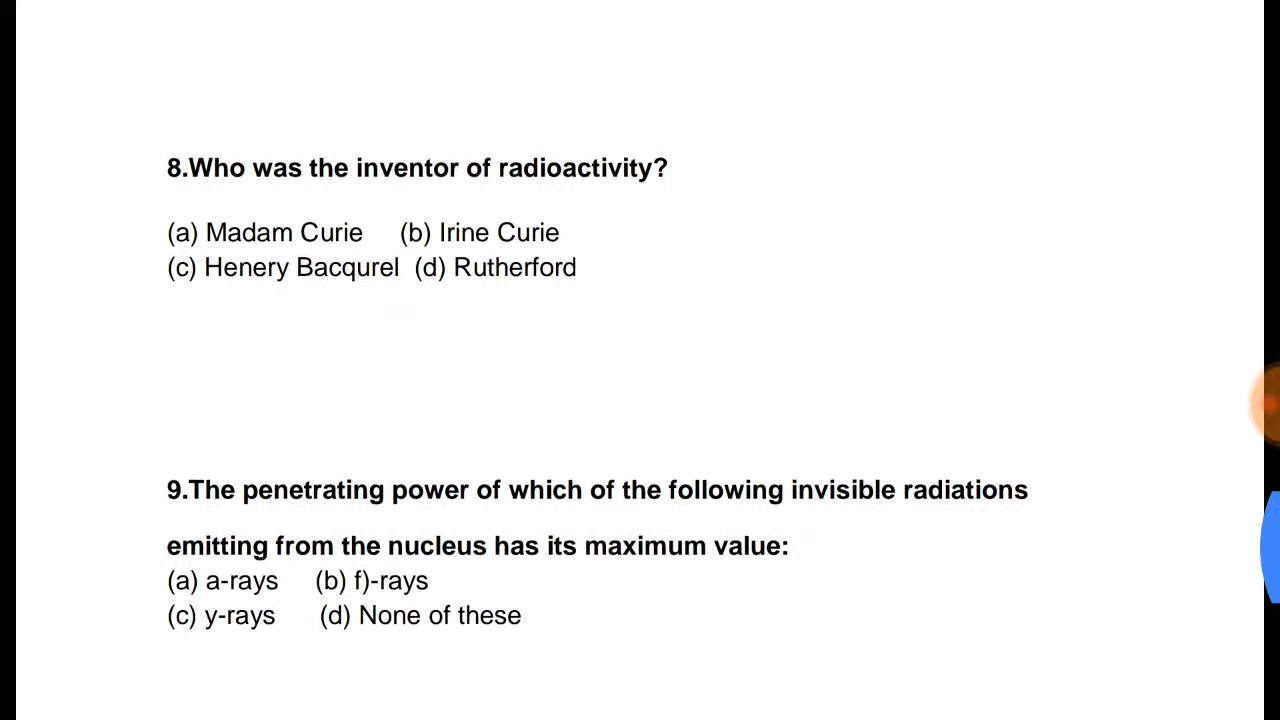 8.Who was the inventor of radioactivity?
(a) Madam Curie (b) Irine Curie
(c) Henery Bacqurel (d) Rutherford
9.The penetrating power of which of the following invisible radiations
emitting from the nucleus has its maximum value:
(a) a-rays (b) f)-rays
(c) y-rays (d) None of these